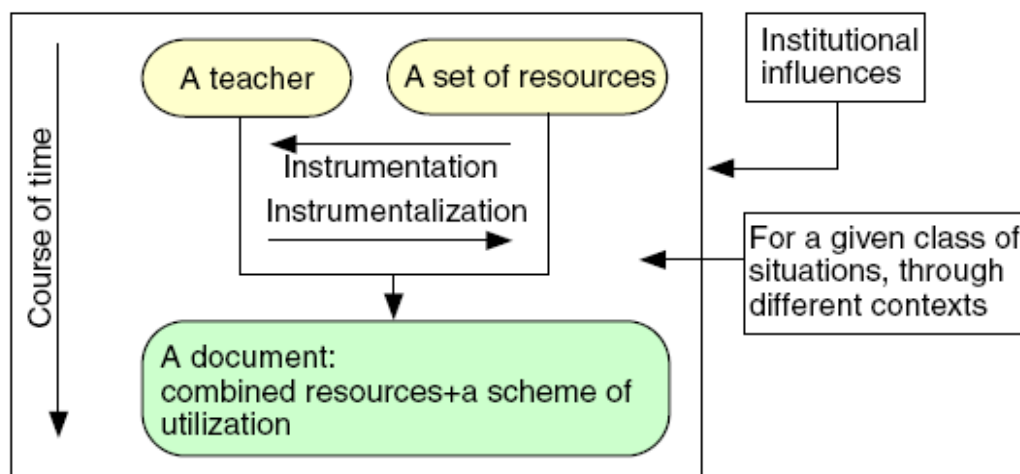 A teacher
A set of resources
Institutional
influences
Course of time
Instrumentation
Instrumentalization
For a given class of
situations, through
different contexts
A document:
combined resources+a scheme of
utilization